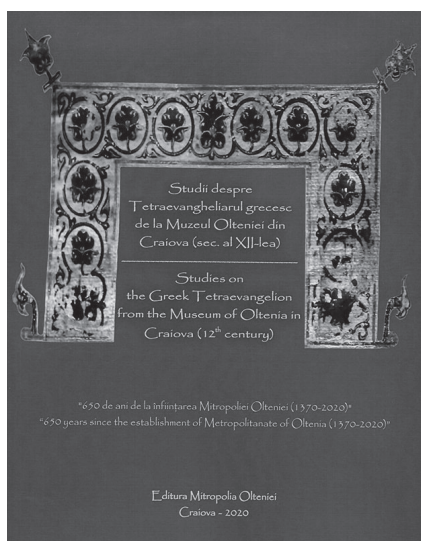 Studii despre
Tetraevangheliarul grecesc
de la Muzeul Olteniei din
Craiova (sec. al XII-lea)
Studies on
the Greek Tetraevangelion
from the Museum of Oltenia in
Craiova (12th century)
"650 de ani de la înființarea Mitropoliei Olteniei (1370-2020)"
"650 years since the establishment of Metropolitanate of Oltenia (1370-2020)"
Editura Mitropolia Olteniei
Craiova - 2020